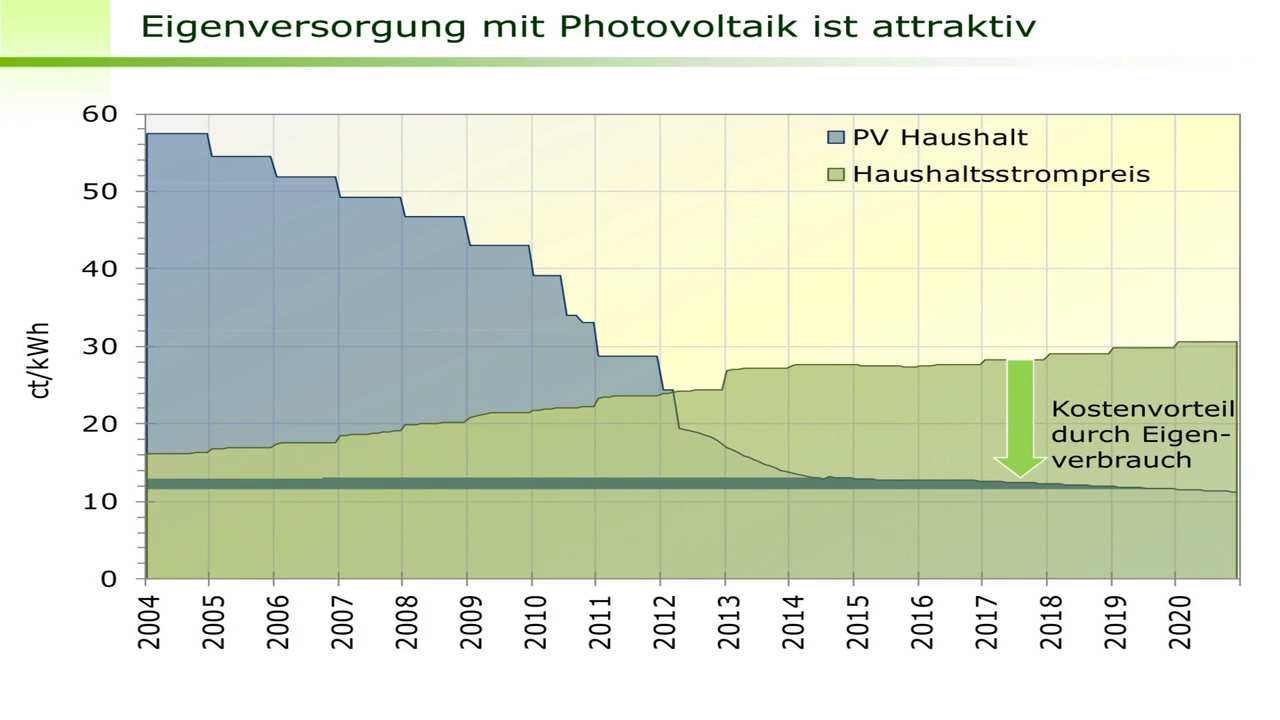 Eigenversorgung mit Photovoltaik ist attraktiv
60
50
40
30
20
10
0
ct/kWh
PV Haushalt
Haushaltsstrompreis
Kostenvorteil
durch Eigen-
verbrauch
2004 2005 2006 2007 2008 2009 2010 2011 2012 2013 2014 2015 2016 2017 2018 2019 2020